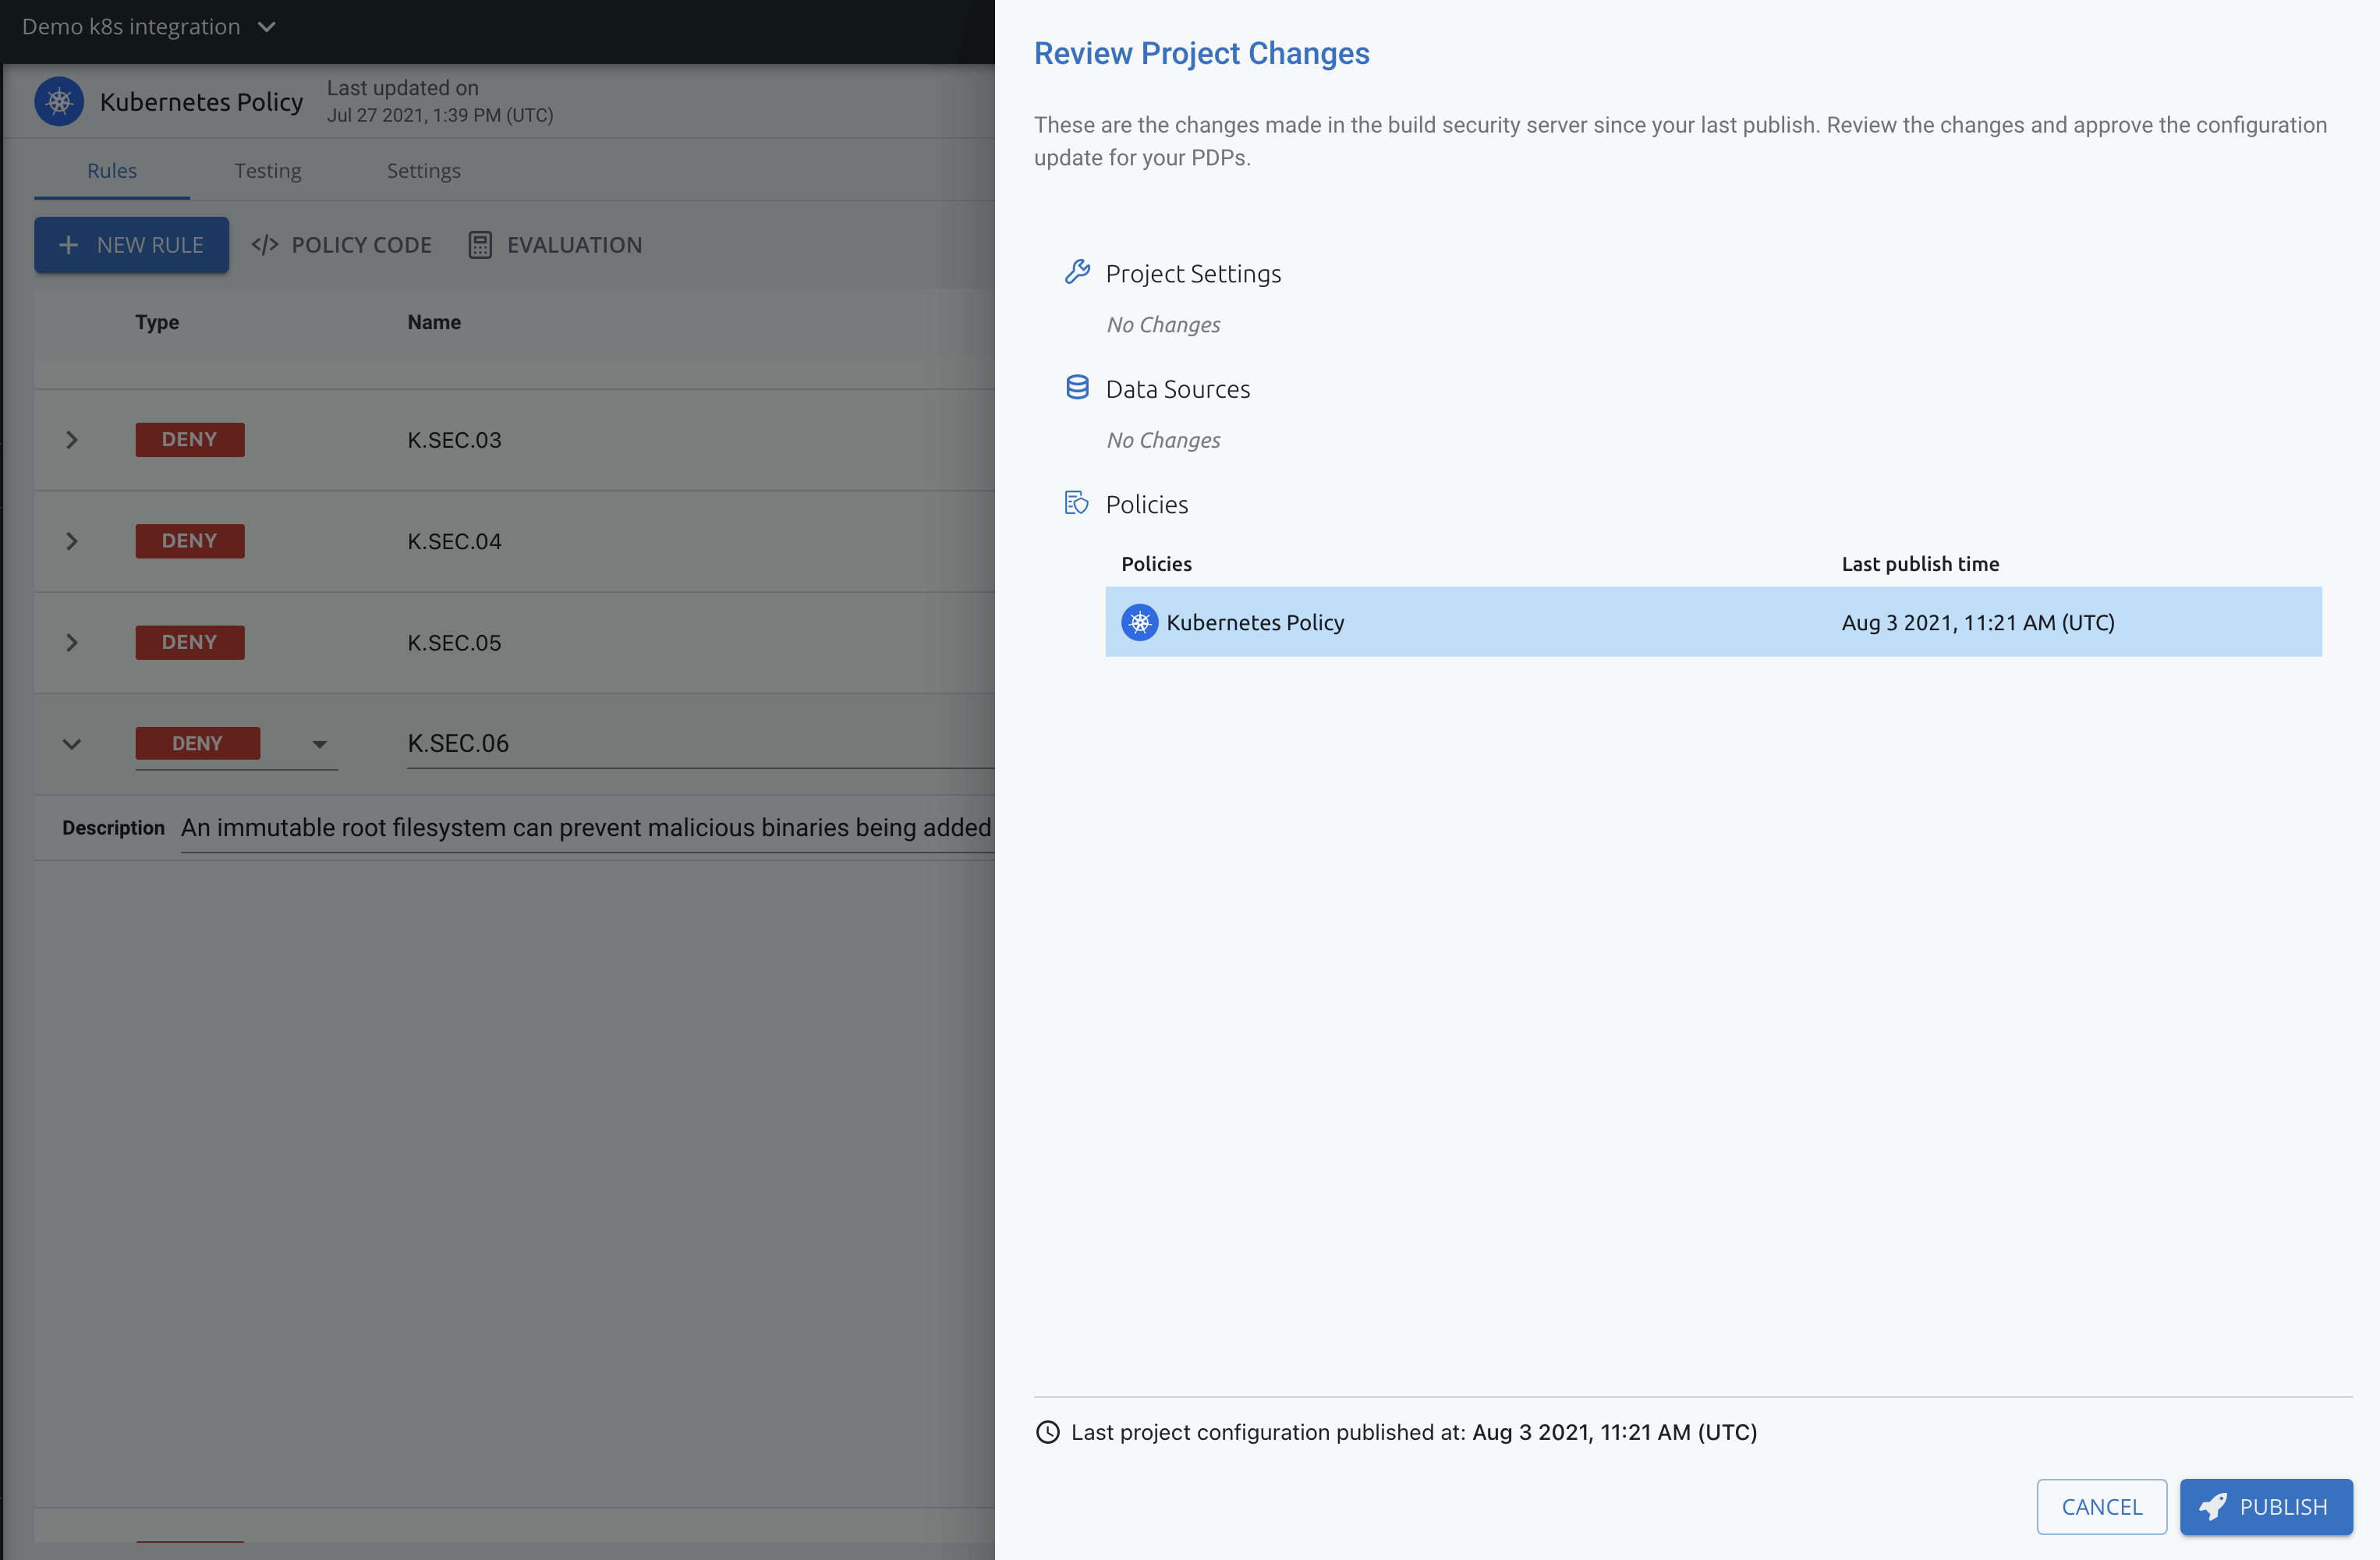 Demo k8s integration
Kubernetes Policy
Last updated on
Jul 27 2021, 1:39 PM (UTC)
Rules Testing Settings
NEW RULE </> POLICY CODE EVALUATION
Type Name
DENY K.SEC.03
DENY K.SEC.04
DENY K.SEC.05
DENY K.SEC.06
Description An immutable root filesystem can prevent malicious binaries being added
Review Project Changes
These are the changes made in the build security server since your last publish. Review the changes and approve the configuration
update for your PDPs.
Project Settings
No Changes
Data Sources
No Changes
Policies
Policies Last publish time
Kubernetes Policy Aug 3 2021, 11:21 AM (UTC)
Last project configuration published at: Aug 3 2021, 11:21 AM (UTC)
CANCEL PUBLISH